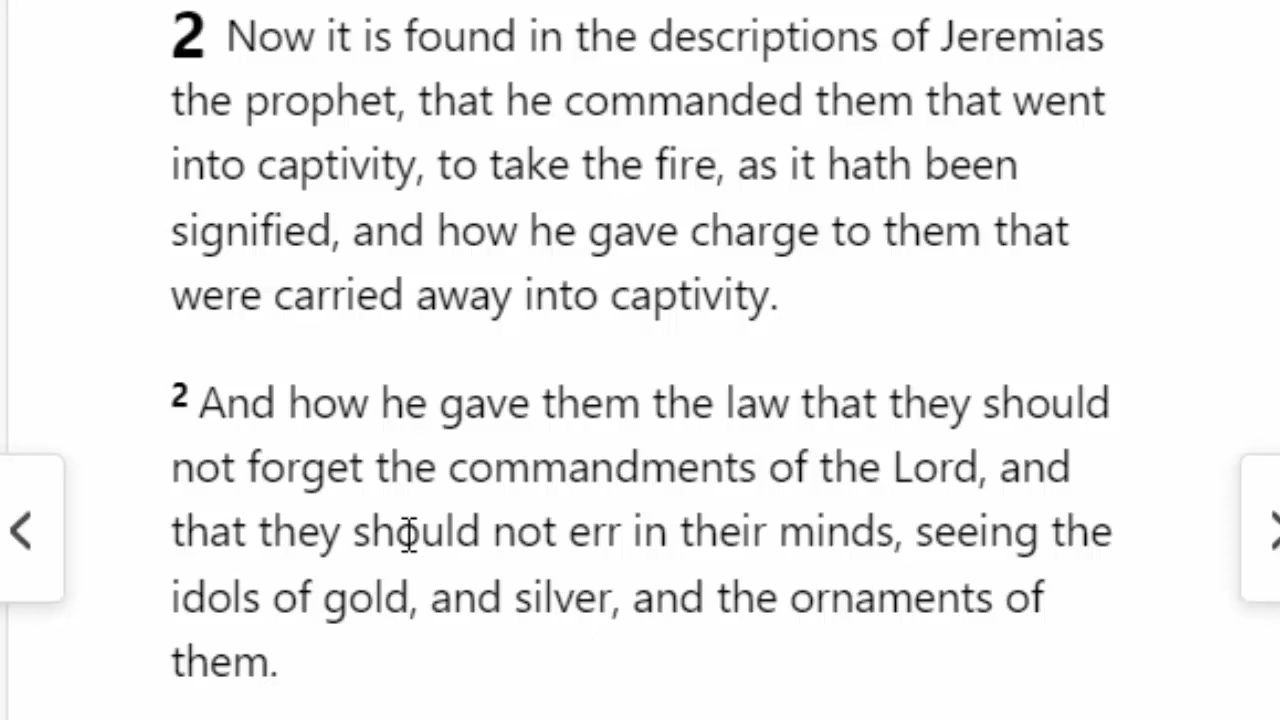 2 Now it is found in the descriptions of Jeremias
the prophet, that he commanded them that went
into captivity, to take the fire, as it hath been
signified, and how he gave charge to them that
were carried away into captivity.
2 And how he gave them the law that they should
not forget the commandments of the Lord, and
that they should not err in their minds, seeing the
idols of gold, and silver, and the ornaments of
them.